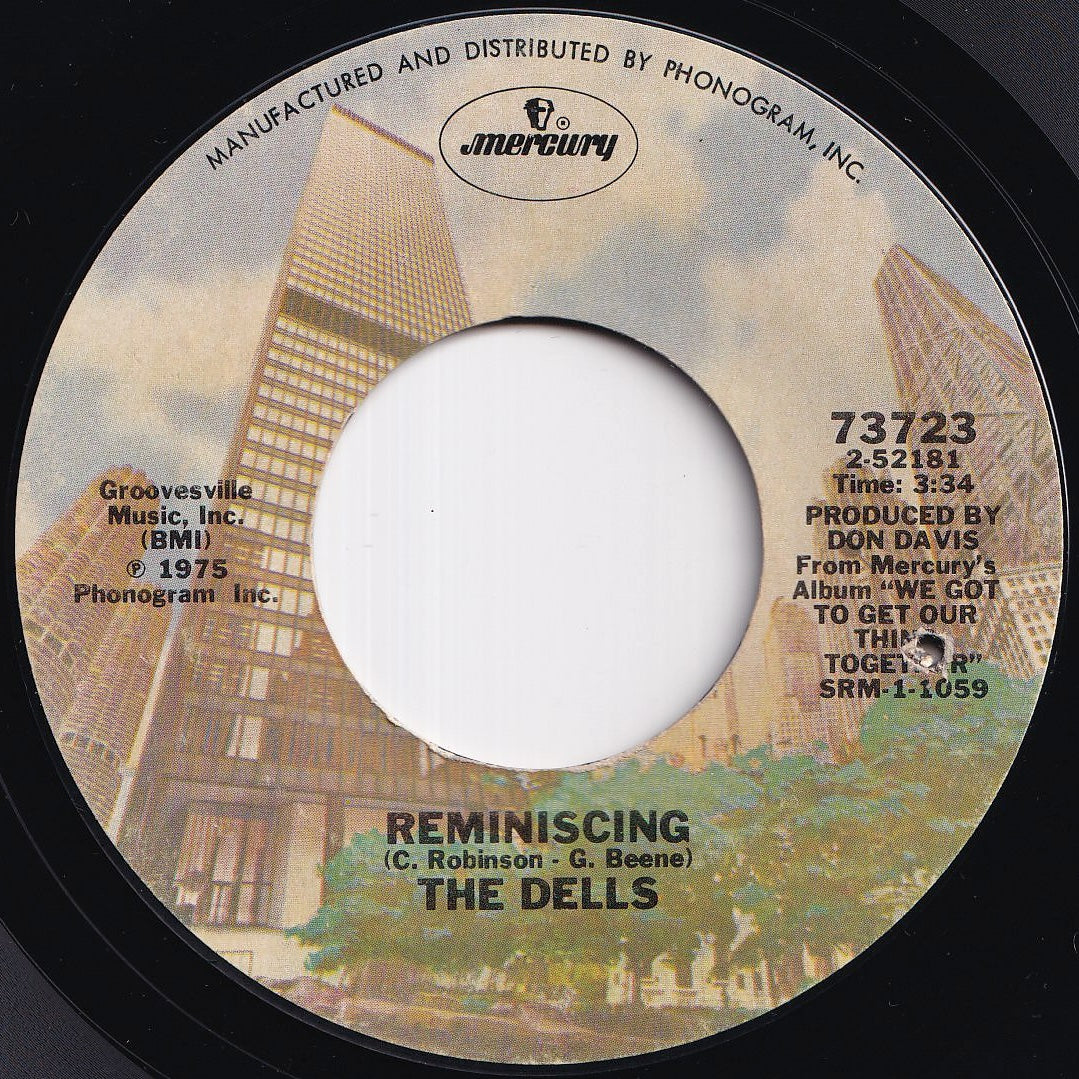 MANUFACTURED AND DISTRIBUTED BY PHONOGRAM, INC.
mercury ®
Groovesville
Music, Inc.
(BMI)
℗ 1975
Phonogram Inc.
73723
2-52181
Time: 3:34
PRODUCED BY
DON DAVIS
From Mercury's
Album "WE GOT
TO GET OUR

SRM-1-1059
REMINISCING
(C. Robinson - G. Beene)
THE DELLS